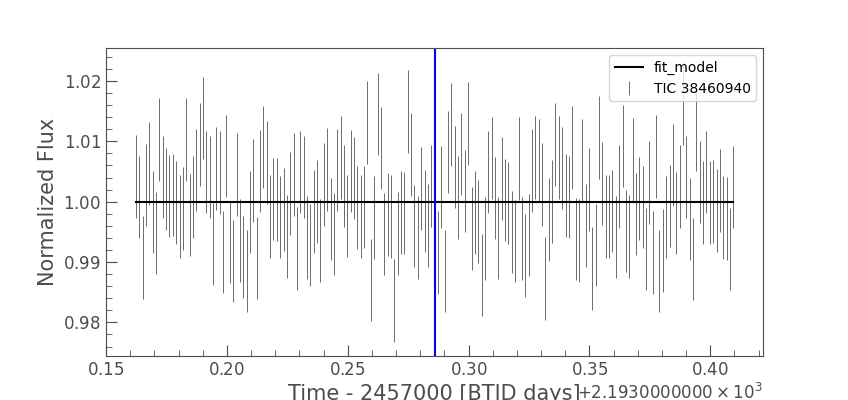 fit_model
TIC 38460940
Normalized Flux
1.02
1.01
1.00
0.99
0.98
0.15 0.20 0.25 0.30 0.35 0.40
Time - 2457000 [BTJD days]
+2.1930000000 × 10³